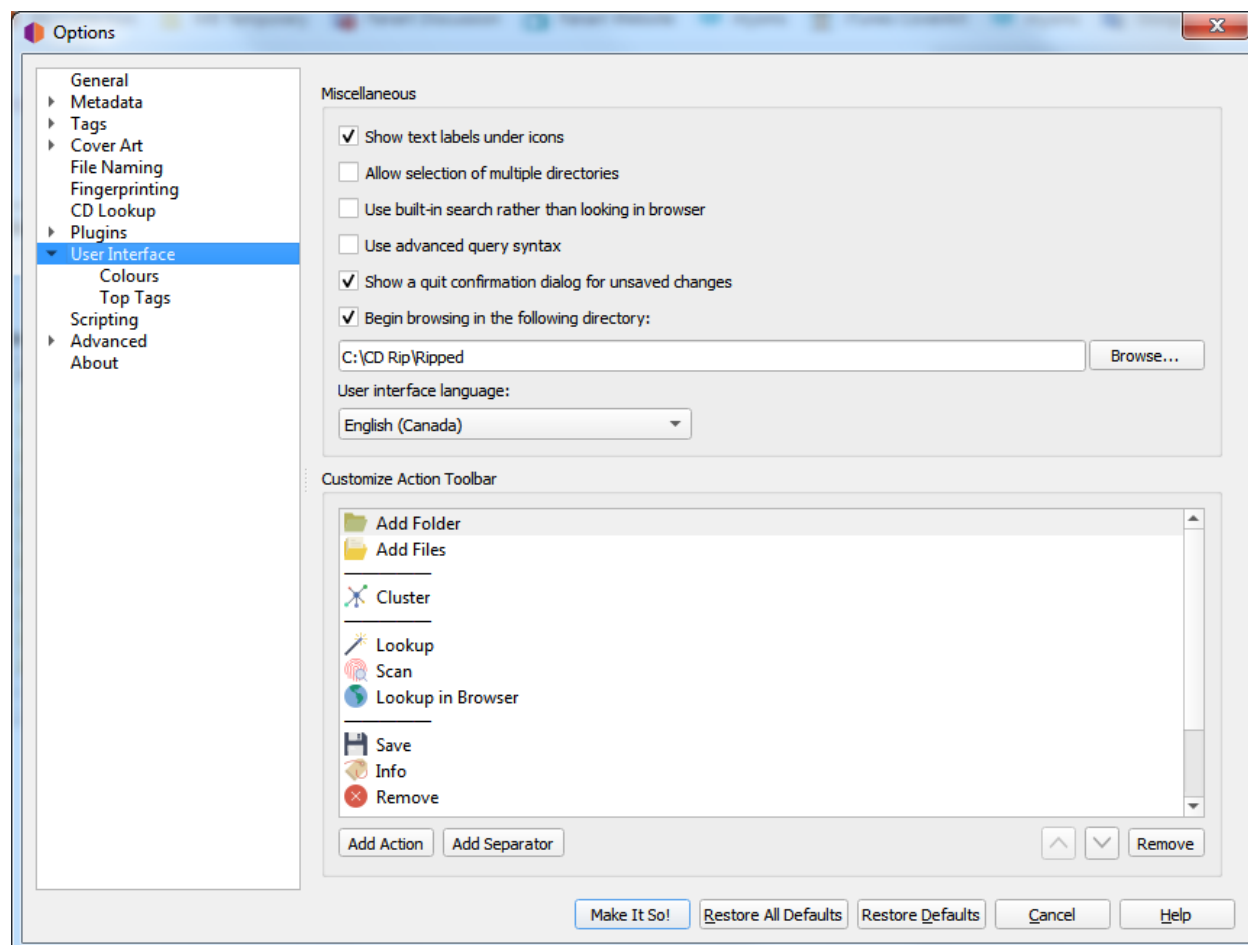 Options
General
Metadata
Tags
Cover Art
File Naming
Fingerprinting
CD Lookup
Plugins
User Interface
Colours
Top Tags
Scripting
Advanced
About
Miscellaneous
Show text labels under icons
Allow selection of multiple directories
Use built-in search rather than looking in browser
Use advanced query syntax
Show a quit confirmation dialog for unsaved changes
Begin browsing in the following directory:
C:\CD Rip\Ripped
Browse...
User interface language:
English (Canada)
Customize Action Toolbar
Add Folder
Add Files
Cluster
Lookup
Scan
Lookup in Browser
Save
Info
Remove
Add Action Add Separator Remove
Make It So! Restore All Defaults Restore Defaults Cancel Help